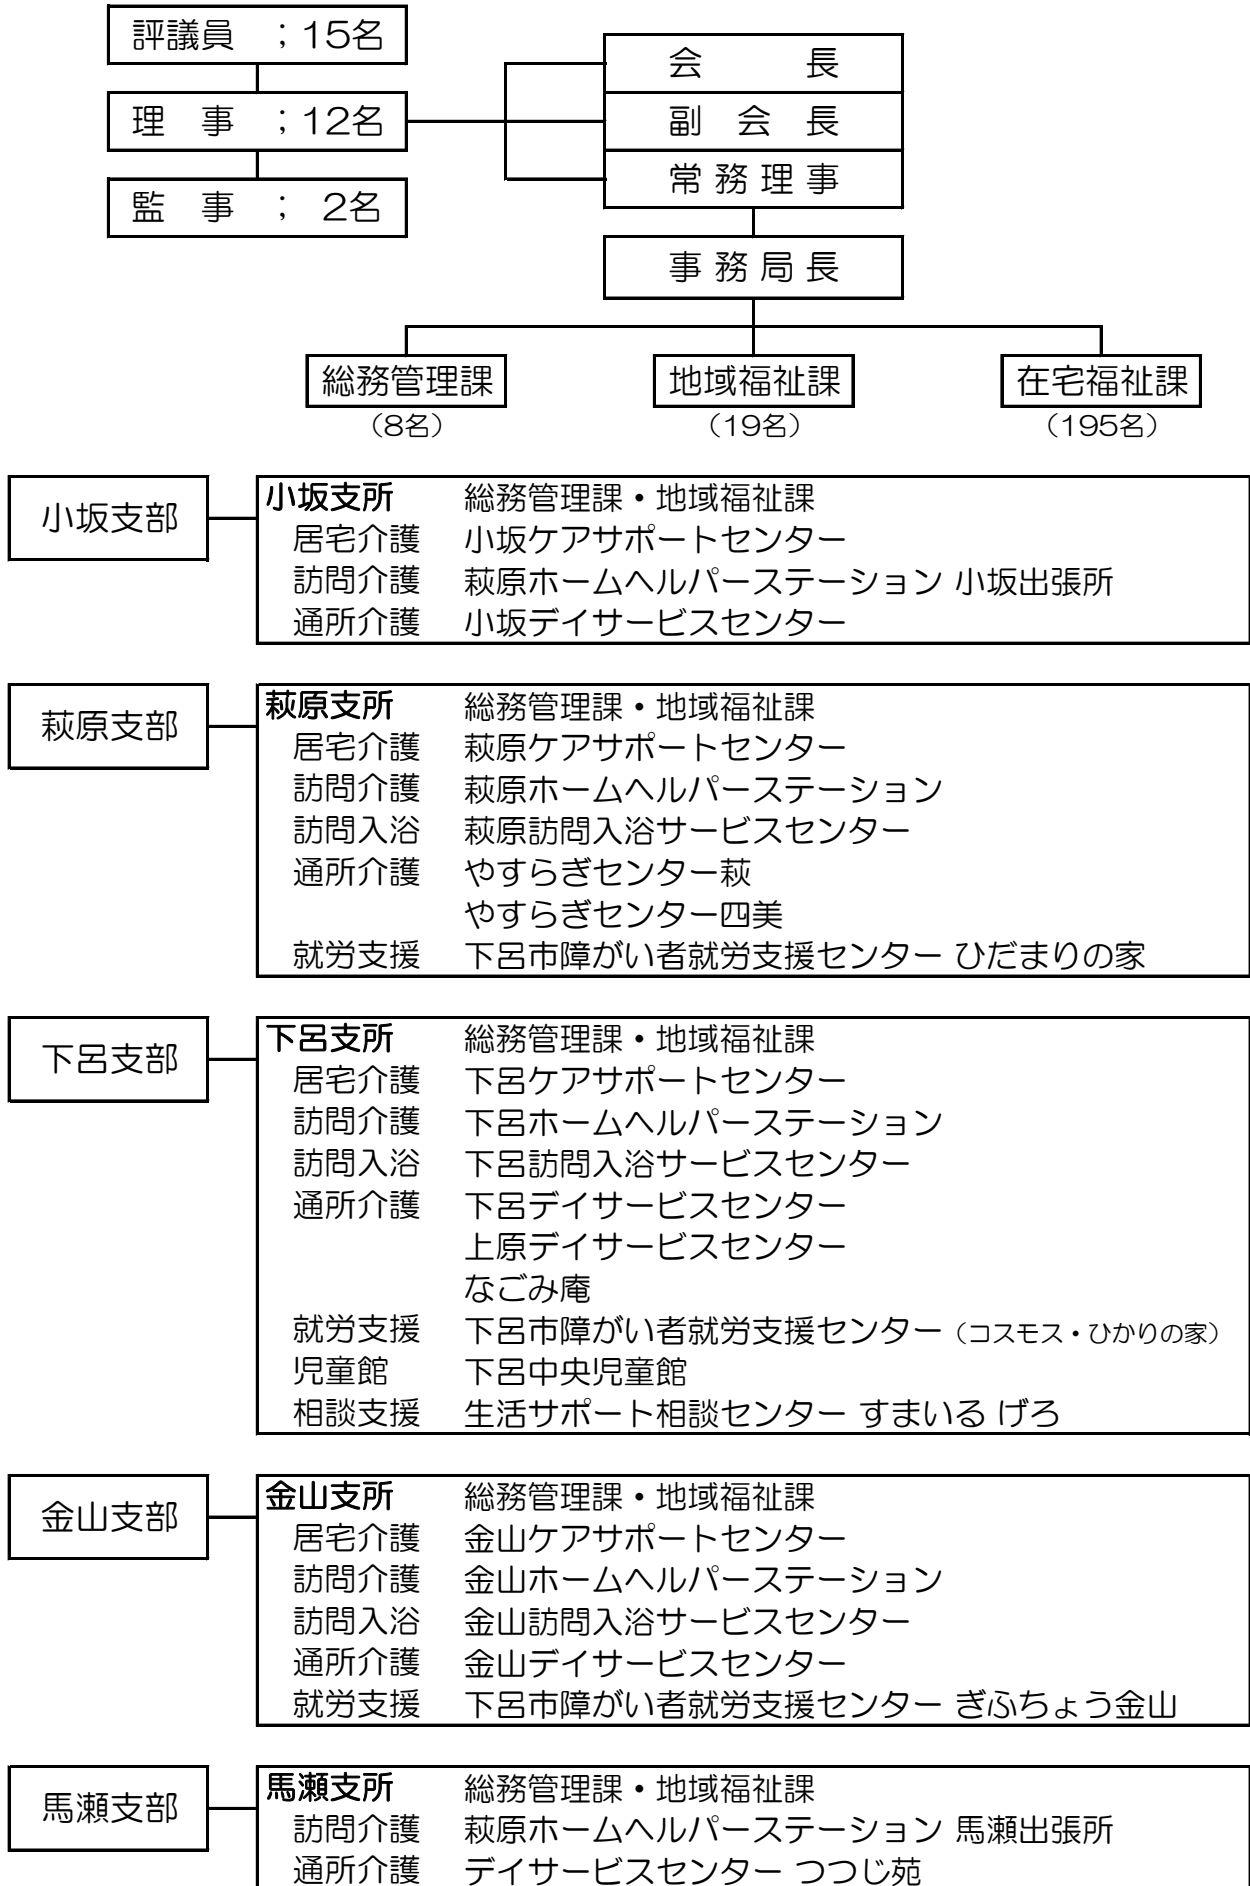 評議員 ；15名
理 事 ；12名
監 事 ； 2名
会 長
副 会 長
常 務 理 事
事 務 局 長
総務管理課
（8名）
地域福祉課
（19名）
在宅福祉課
（195名）
小坂支部
小坂支所 総務管理課・地域福祉課
居宅介護 小坂ケアサポートセンター
訪問介護 萩原ホームヘルパーステーション 小坂出張所
通所介護 小坂デイサービスセンター
萩原支部
萩原支所 総務管理課・地域福祉課
居宅介護 萩原ケアサポートセンター
訪問介護 萩原ホームヘルパーステーション
訪問入浴 萩原訪問入浴サービスセンター
通所介護 やすらぎセンター萩
やすらぎセンター四美
就労支援 下呂市障がい者就労支援センター ひだまりの家
下呂支部
下呂支所 総務管理課・地域福祉課
居宅介護 下呂ケアサポートセンター
訪問介護 下呂ホームヘルパーステーション
訪問入浴 下呂訪問入浴サービスセンター
通所介護 下呂デイサービスセンター
上原デイサービスセンター
なごみ庵
就労支援 下呂市障がい者就労支援センター（コスモス・ひかりの家）
児童館 下呂中央児童館
相談支援 生活サポート相談センター すまいる げろ
金山支部
金山支所 総務管理課・地域福祉課
居宅介護 金山ケアサポートセンター
訪問介護 金山ホームヘルパーステーション
訪問入浴 金山訪問入浴サービスセンター
通所介護 金山デイサービスセンター
就労支援 下呂市障がい者就労支援センター ぎふちょう金山
馬瀬支部
馬瀬支所 総務管理課・地域福祉課
訪問介護 萩原ホームヘルパーステーション 馬瀬出張所
通所介護 デイサービスセンター つつじ苑